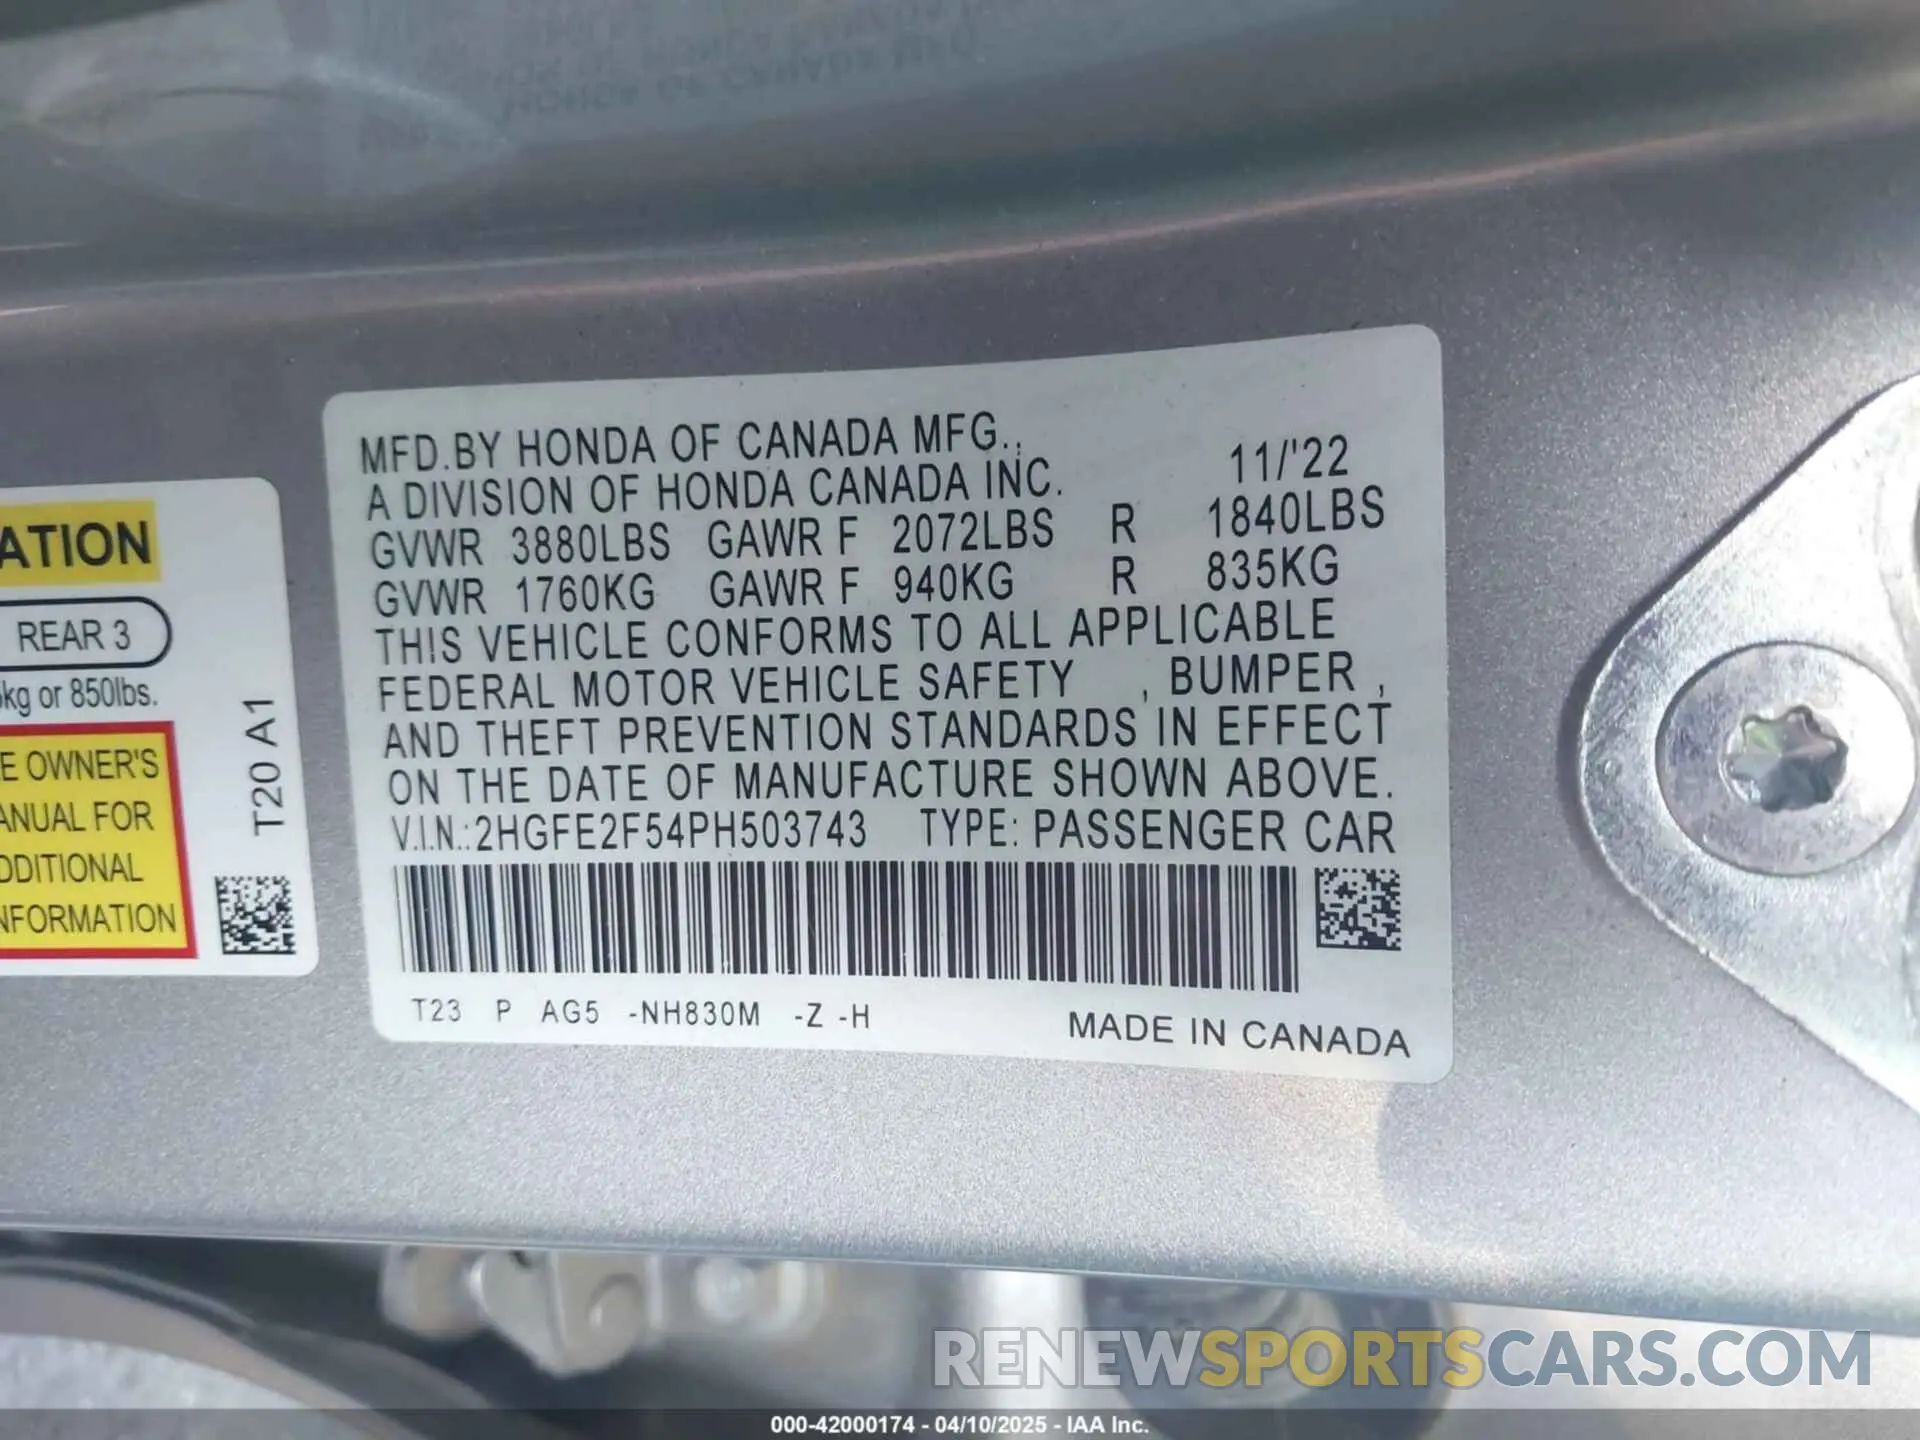 ATION
REAR 3
kg or 850lbs.
E OWNER'S
ANUAL FOR
DDITIONAL
NFORMATION
T20 A1
MFD.BY HONDA OF CANADA MFG.,
A DIVISION OF HONDA CANADA INC. 11/'22
GVWR 3880LBS GAWR F 2072LBS R 1840LBS
GVWR 1760KG GAWR F 940KG R 835KG
THIS VEHICLE CONFORMS TO ALL APPLICABLE
FEDERAL MOTOR VEHICLE SAFETY , BUMPER ,
AND THEFT PREVENTION STANDARDS IN EFFECT
ON THE DATE OF MANUFACTURE SHOWN ABOVE.
V.I.N.:2HGFE2F54PH503743 TYPE: PASSENGER CAR
T23 P AG5 -NH830M -Z -H
MADE IN CANADA
RENEWSPORTSCARS.COM
000-42000174 - 04/10/2025 - IAA Inc.